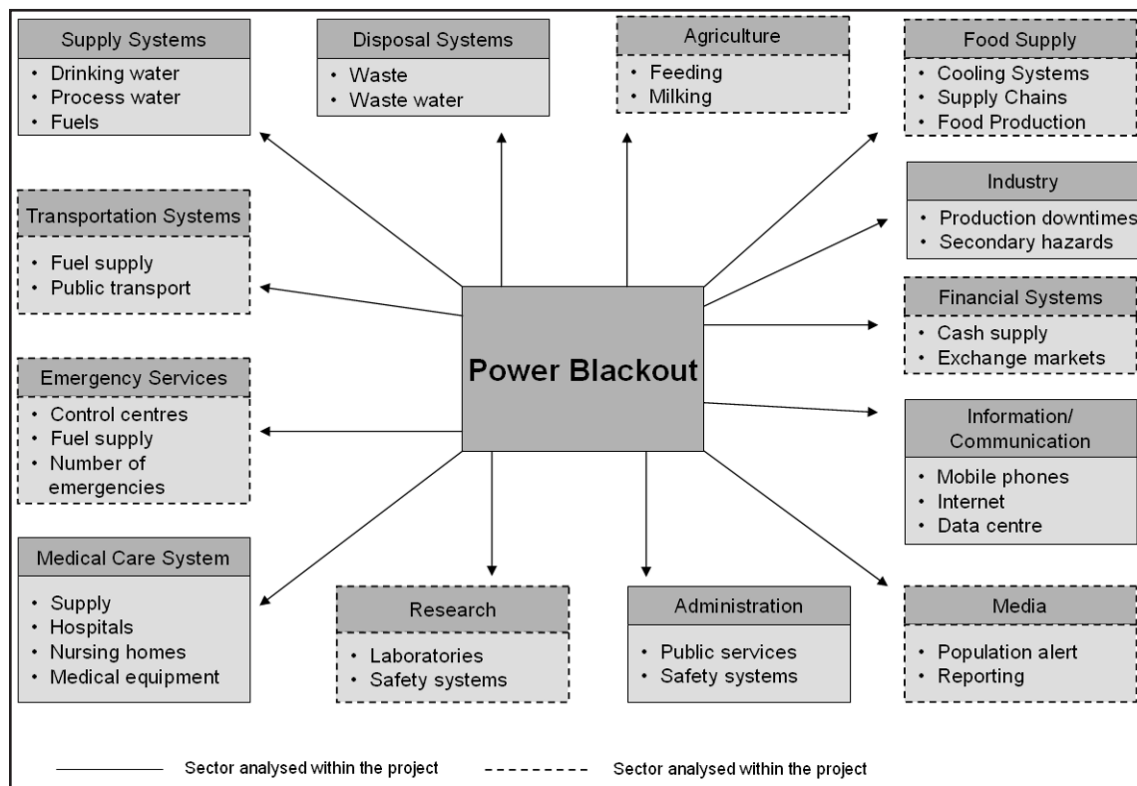 Supply Systems
• Drinking water
• Process water
• Fuels
Disposal Systems
• Waste
• Waste water
Agriculture
• Feeding
• Milking
Food Supply
• Cooling Systems
• Supply Chains
• Food Production
Transportation Systems
• Fuel supply
• Public transport
Industry
• Production downtimes
• Secondary hazards
Power Blackout
Financial Systems
• Cash supply
• Exchange markets
Emergency Services
• Control centres
• Fuel supply
• Number of
emergencies
Information/
Communication
• Mobile phones
• Internet
• Data centre
Medical Care System
• Supply
• Hospitals
• Nursing homes
• Medical equipment
Research
• Laboratories
• Safety systems
Administration
• Public services
• Safety systems
Media
• Population alert
• Reporting
Sector analysed within the project
Sector analysed within the project